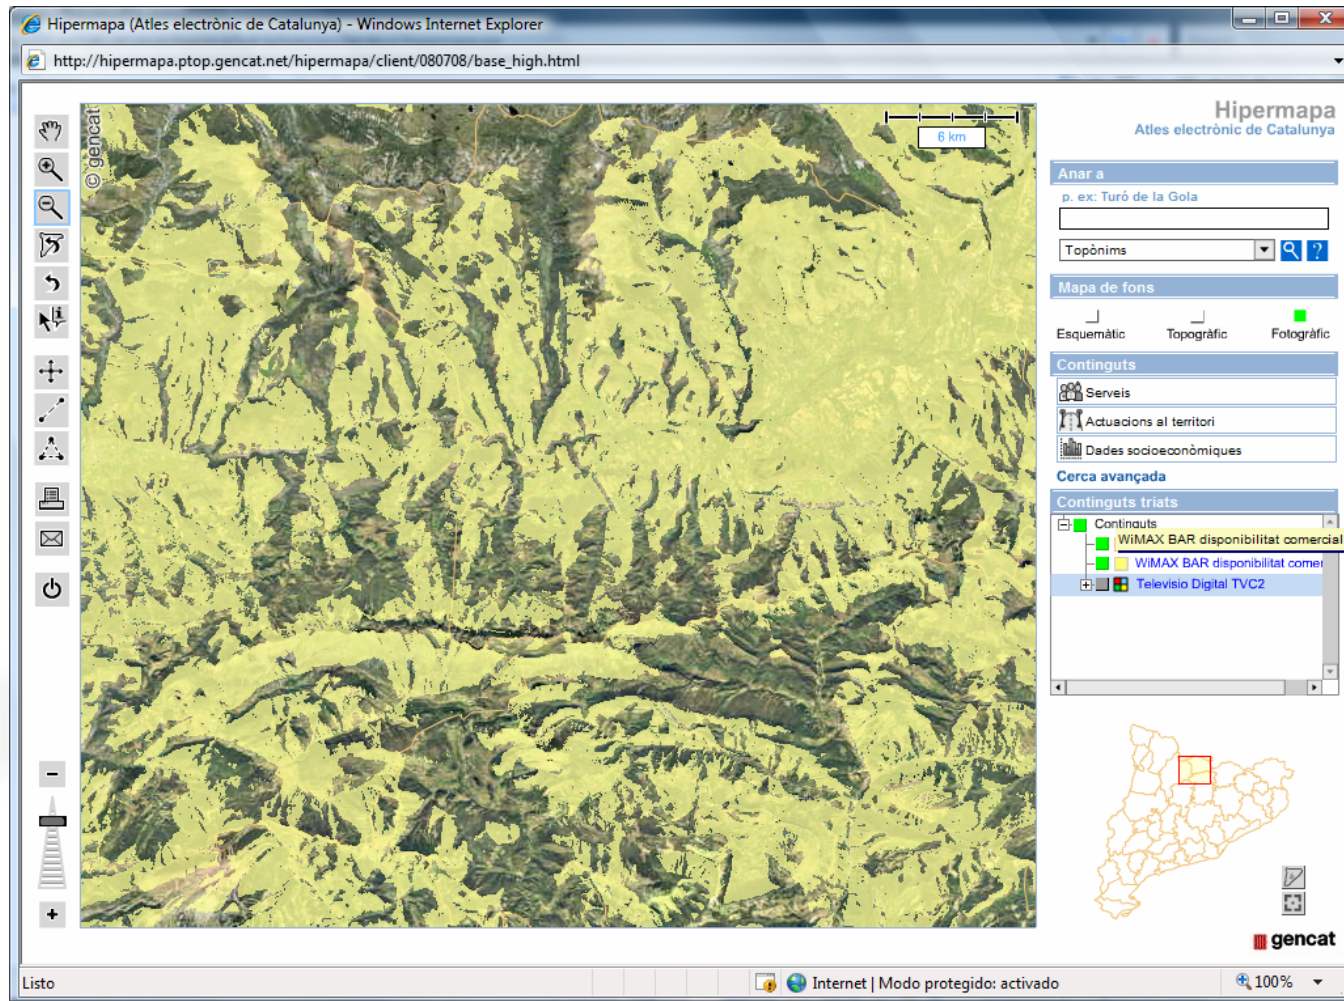 Hipermapa (Atles electrònic de Catalunya) - Windows Internet Explorer
http://hipermapa.ptop.gencat.net/hipermapa/client/080708/base_high.html
© gencat
6 km
Hipermapa
Atles electrònic de Catalunya
Anar a
p. ex: Turó de la Gola
Topònims
?
Mapa de fons
Esquemàtic Topogràfic Fotogràfic
Continguts
Serveis
Actuacions al territori
Dades socioeconòmiques
Cerca avançada
Continguts triats
Continguts
WiMAX BAR disponibilitat comercial
WiMAX BAR disponibilitat comer
Televisio Digital TVC2
gencat
Listo
Internet | Modo protegido: activado
100%